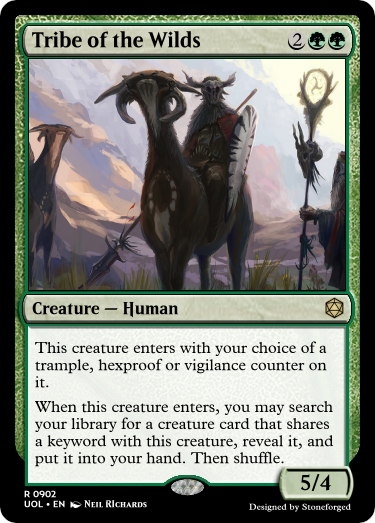 Tribe of the Wilds 2
Creature — Human
This creature enters with your choice of a
trample, hexproof or vigilance counter on
it.
When this creature enters, you may search
your library for a creature card that shares
a keyword with this creature, reveal it, and
put it into your hand. Then shuffle.
5/4
R 0902
UOL • EN Neil RIchards
Designed by Stoneforged